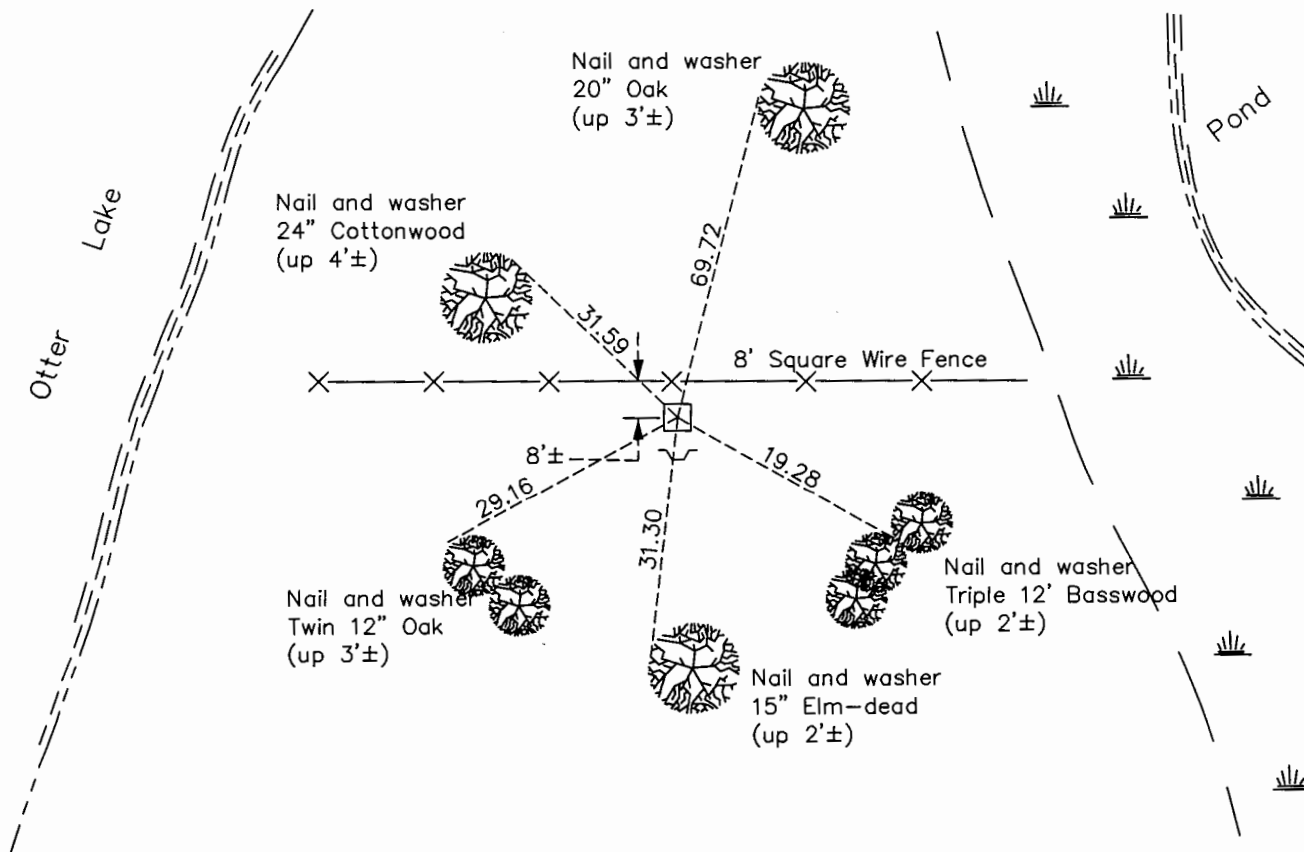 Nail and washer
20" Oak
(up 3'±)
Pond
Lake
Otter
Nail and washer
24" Cottonwood
(up 4'±)
69.72
31.59
8' Square Wire Fence
8'±
29.16
19.28
31.30
Nail and washer
Twin 12" Oak
(up 3'±)
Nail and washer
Triple 12' Basswood
(up 2'±)
Nail and washer
15" Elm-dead
(up 2'±)